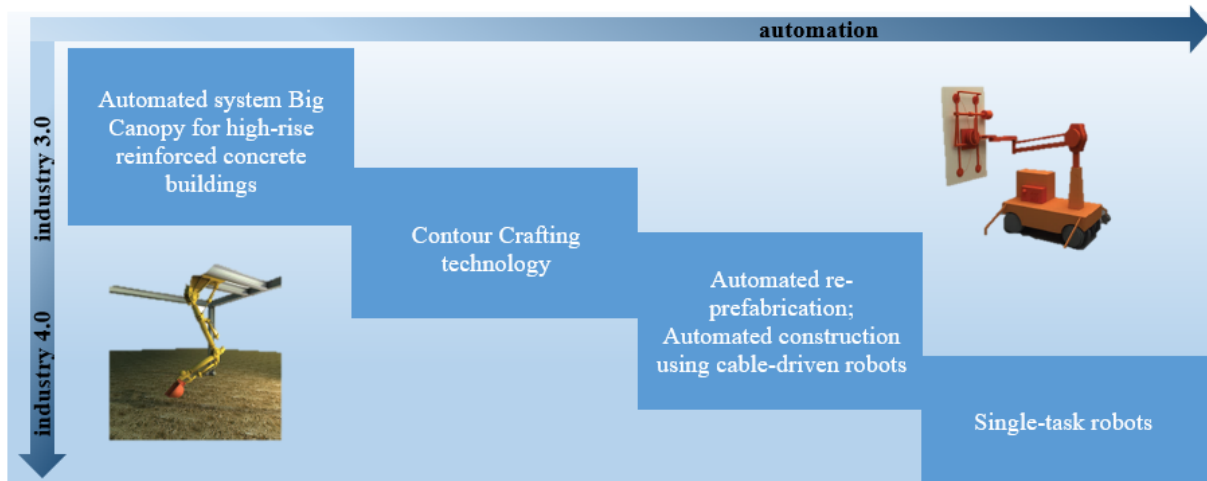 automation
industry 3.0
industry 4.0
Automated system Big
Canopy for high-rise
reinforced concrete
buildings
Contour Crafting
technology
Automated re-
prefabrication;
Automated construction
using cable-driven robots
Single-task robots